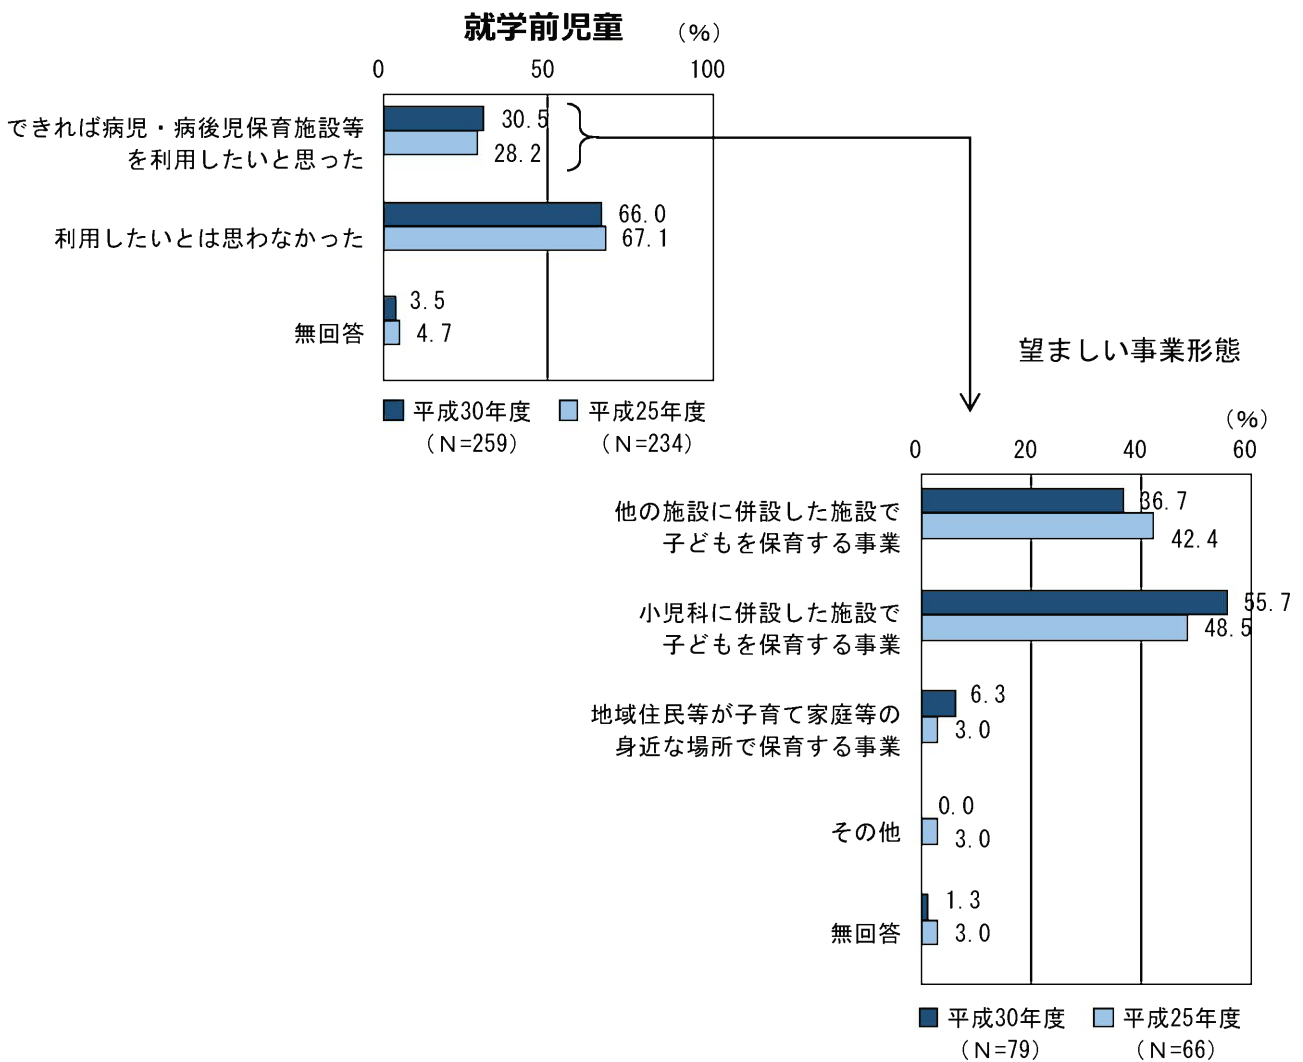 就学前児童 （%）
0 50 100
できれば病児・病後児保育施設等
を利用したいと思った
30.5
28.2
利用したいとは思わなかった
66.0
67.1
無回答
3.5
4.7
平成30年度 平成25年度
（N=259） （N=234）
望ましい事業形態
（%）
0 20 40 60
他の施設に併設した施設で
子どもを保育する事業
36.7
42.4
小児科に併設した施設で
子どもを保育する事業
55.7
48.5
地域住民等が子育て家庭等の
身近な場所で保育する事業
6.3
3.0
その他
0.0
3.0
無回答
1.3
3.0
平成30年度 平成25年度
（N=79） （N=66）